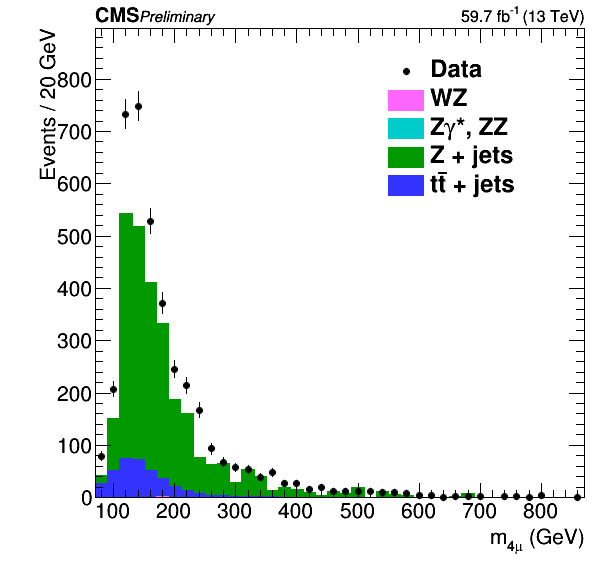 CMS Preliminary 59.7 fb⁻¹ (13 TeV)
Events / 20 GeV
800
700
600
500
400
300
200
100
0
Data
WZ
Zγ*, ZZ
Z + jets
tt̄ + jets
100 200 300 400 500 600 700 800
m₄μ (GeV)